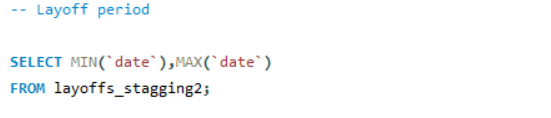 -- Layoff period
SELECT MIN(`date`),MAX(`date`)
FROM layoffs_stagging2;